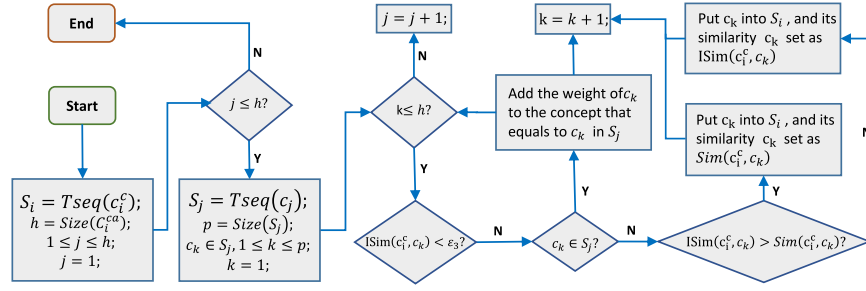 End
N
j ≤ h?
Start
Y
S_i = Tseq(c_i^c);
h = Size(C_i^ca);
1 ≤ j ≤ h;
j = 1;
S_j = Tseq(c_j);
p = Size(S_j);
c_k ∈ S_j, 1 ≤ k ≤ p;
k = 1;
j = j + 1;
N
k ≤ h?
Y
ISim(c_i^c, c_k) < ε_3?
N
k = k + 1;
Add the weight of c_k
to the concept that
equals to c_k in S_j
Y
c_k ∈ S_j?
N
Put c_k into S_i , and its
similarity c_k set as
ISim(c_i^c, c_k)
Put c_k into S_i , and its
similarity c_k set as
Sim(c_i^c, c_k)
N
Y
ISim(c_i^c, c_k) > Sim(c_i^c, c_k)?